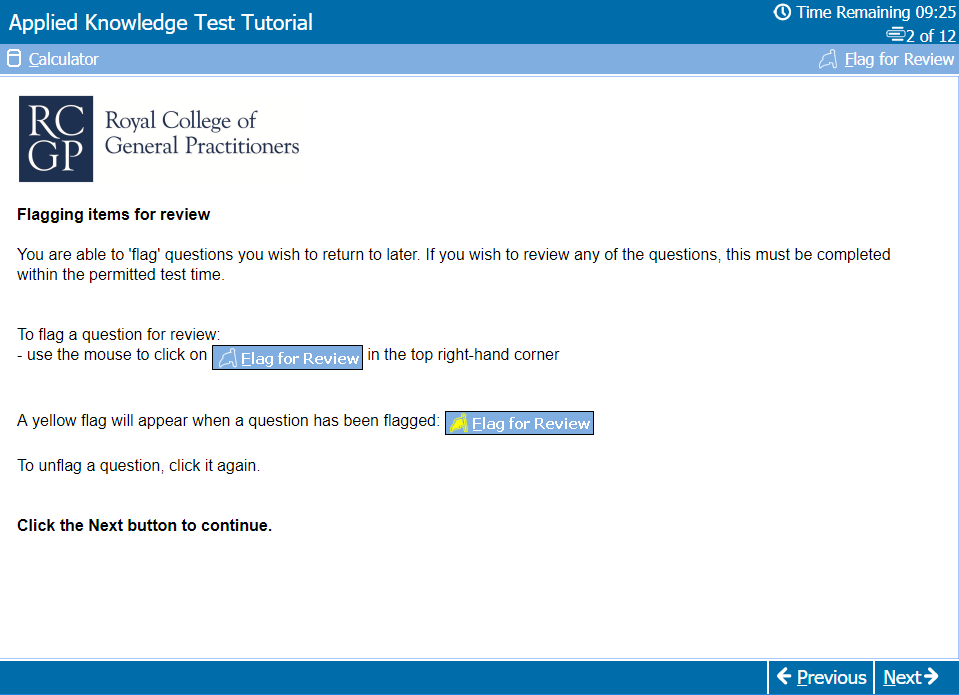 Applied Knowledge Test Tutorial
Time Remaining 09:25
2 of 12
Calculator
Flag for Review
RC
GP
Royal College of
General Practitioners
Flagging items for review
You are able to 'flag' questions you wish to return to later. If you wish to review any of the questions, this must be completed
within the permitted test time.
To flag a question for review:
- use the mouse to click on Flag for Review in the top right-hand corner
A yellow flag will appear when a question has been flagged: Flag for Review
To unflag a question, click it again.
Click the Next button to continue.
Previous
Next